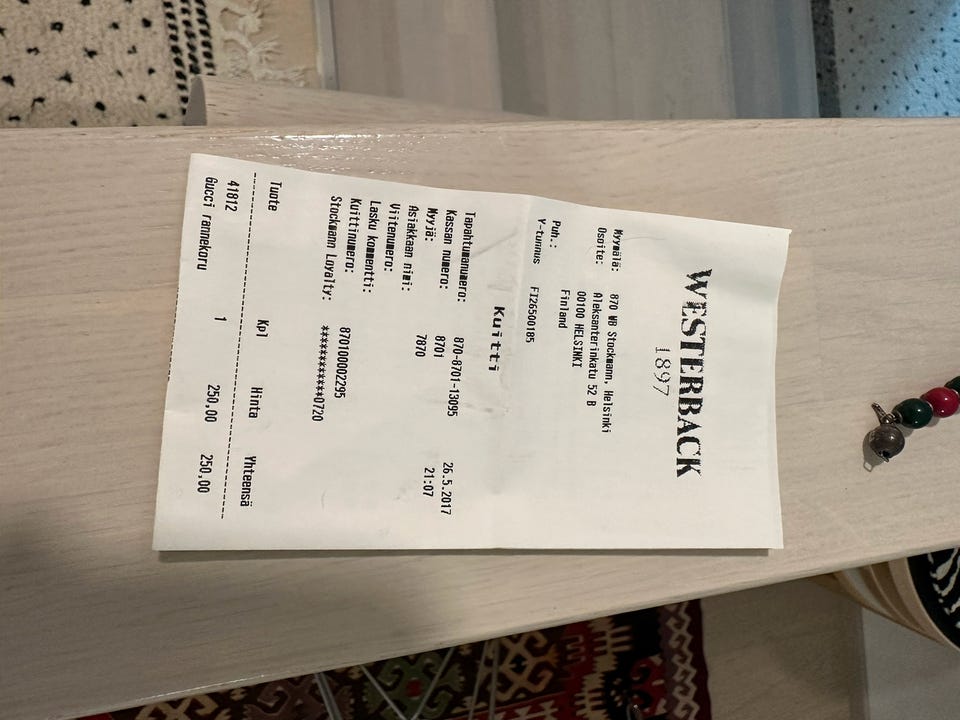 WESTERBACK
1897
Myymälä: 870 WB Stockmann, Helsinki
Osoite: Aleksanterinkatu 52 B
00100 HELSINKI
Finland
Puh.:
Y-tunnus FI26500185
Kuitti
Tapahtumanumero: 870-8701-13095 26.5.2017
Kassan numero: 8701 21:07
Myyjä: 7870
Asiakkaan nimi:
Viitenumero:
Lasku kommentti:
Kuittinumero: 870100002295
Stockmann Loyalty: ************0720
Tuote Kpl Hinta Yhteensä
41812 1 250,00 250,00
Gucci rannekoru